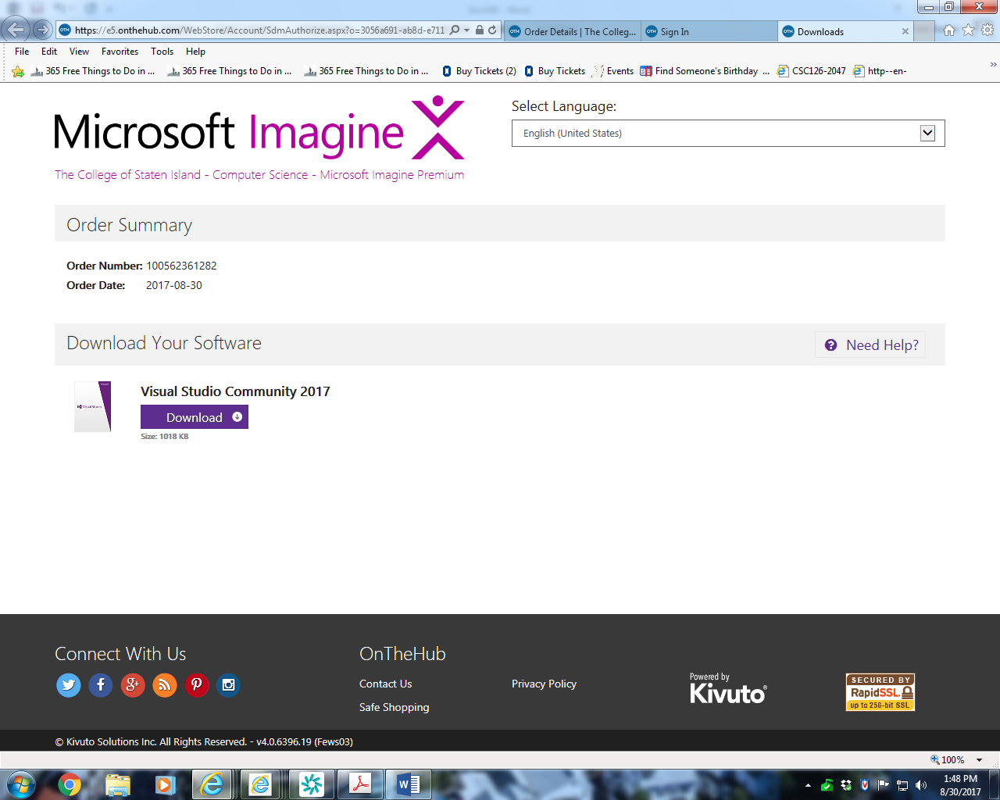 https://e5.onthehub.com/WebStore/Account/SdmAuthorize.aspx?o=3056a691-ab8d-e711
Order Details | The Colleg...
Sign In
Downloads
File Edit View Favorites Tools Help
365 Free Things to Do in ... 365 Free Things to Do in ... 365 Free Things to Do in ... Buy Tickets (2) Buy Tickets Events Find Someone's Birthday ... CSC126-2047 http--en-
Microsoft Imagine
The College of Staten Island - Computer Science - Microsoft Imagine Premium
Select Language:
English (United States)
Order Summary
Order Number: 100562361282
Order Date: 2017-08-30
Download Your Software
Need Help?
Visual Studio Community 2017
Download
Size: 1018 KB
Connect With Us
OnTheHub
Contact Us
Privacy Policy
Safe Shopping
Powered by
Kivuto®
SECURED BY
RapidSSL
up to 256-bit SSL
© Kivuto Solutions Inc. All Rights Reserved. - v4.0.6396.19 (Fews03)
100%
1:48 PM
8/30/2017